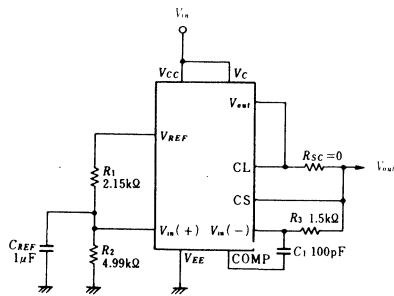 Vin
VCC
VC
Vout
VREF
R1
2.15kΩ
CL
RSC=0
Vout
CS
R3 1.5kΩ
Vin(+)
Vin(-)
CREF
1μF
R2
4.99kΩ
C1 100pF
VEE
COMP